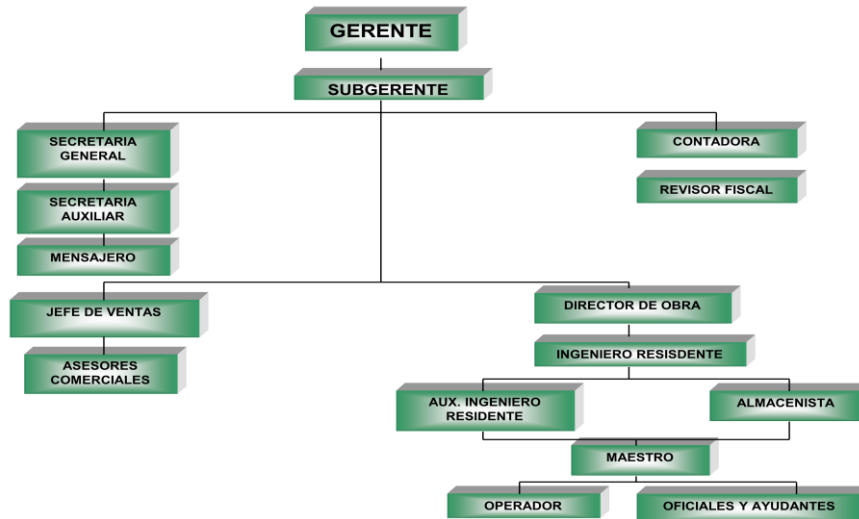 GERENTE
SUBGERENTE
SECRETARIA
GENERAL
CONTADORA
SECRETARIA
AUXILIAR
REVISOR FISCAL
MENSAJERO
JEFE DE VENTAS
DIRECTOR DE OBRA
ASESORES
COMERCIALES
INGENIERO RESISDENTE
AUX. INGENIERO
RESIDENTE
ALMACENISTA
MAESTRO
OPERADOR
OFICIALES Y AYUDANTES